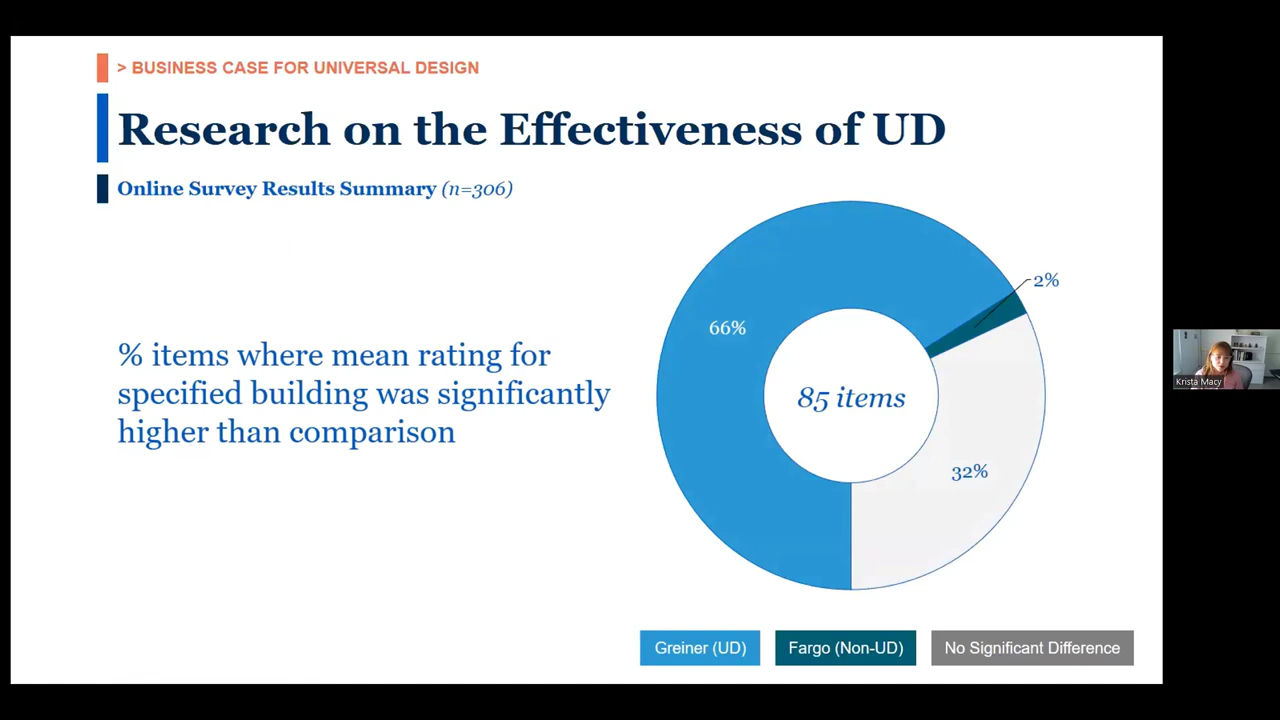 > BUSINESS CASE FOR UNIVERSAL DESIGN
Research on the Effectiveness of UD
Online Survey Results Summary (n=306)
% items where mean rating for
specified building was significantly
higher than comparison
2%
66%
85 items
32%
Greiner (UD)
Fargo (Non-UD)
No Significant Difference
Krista Macy